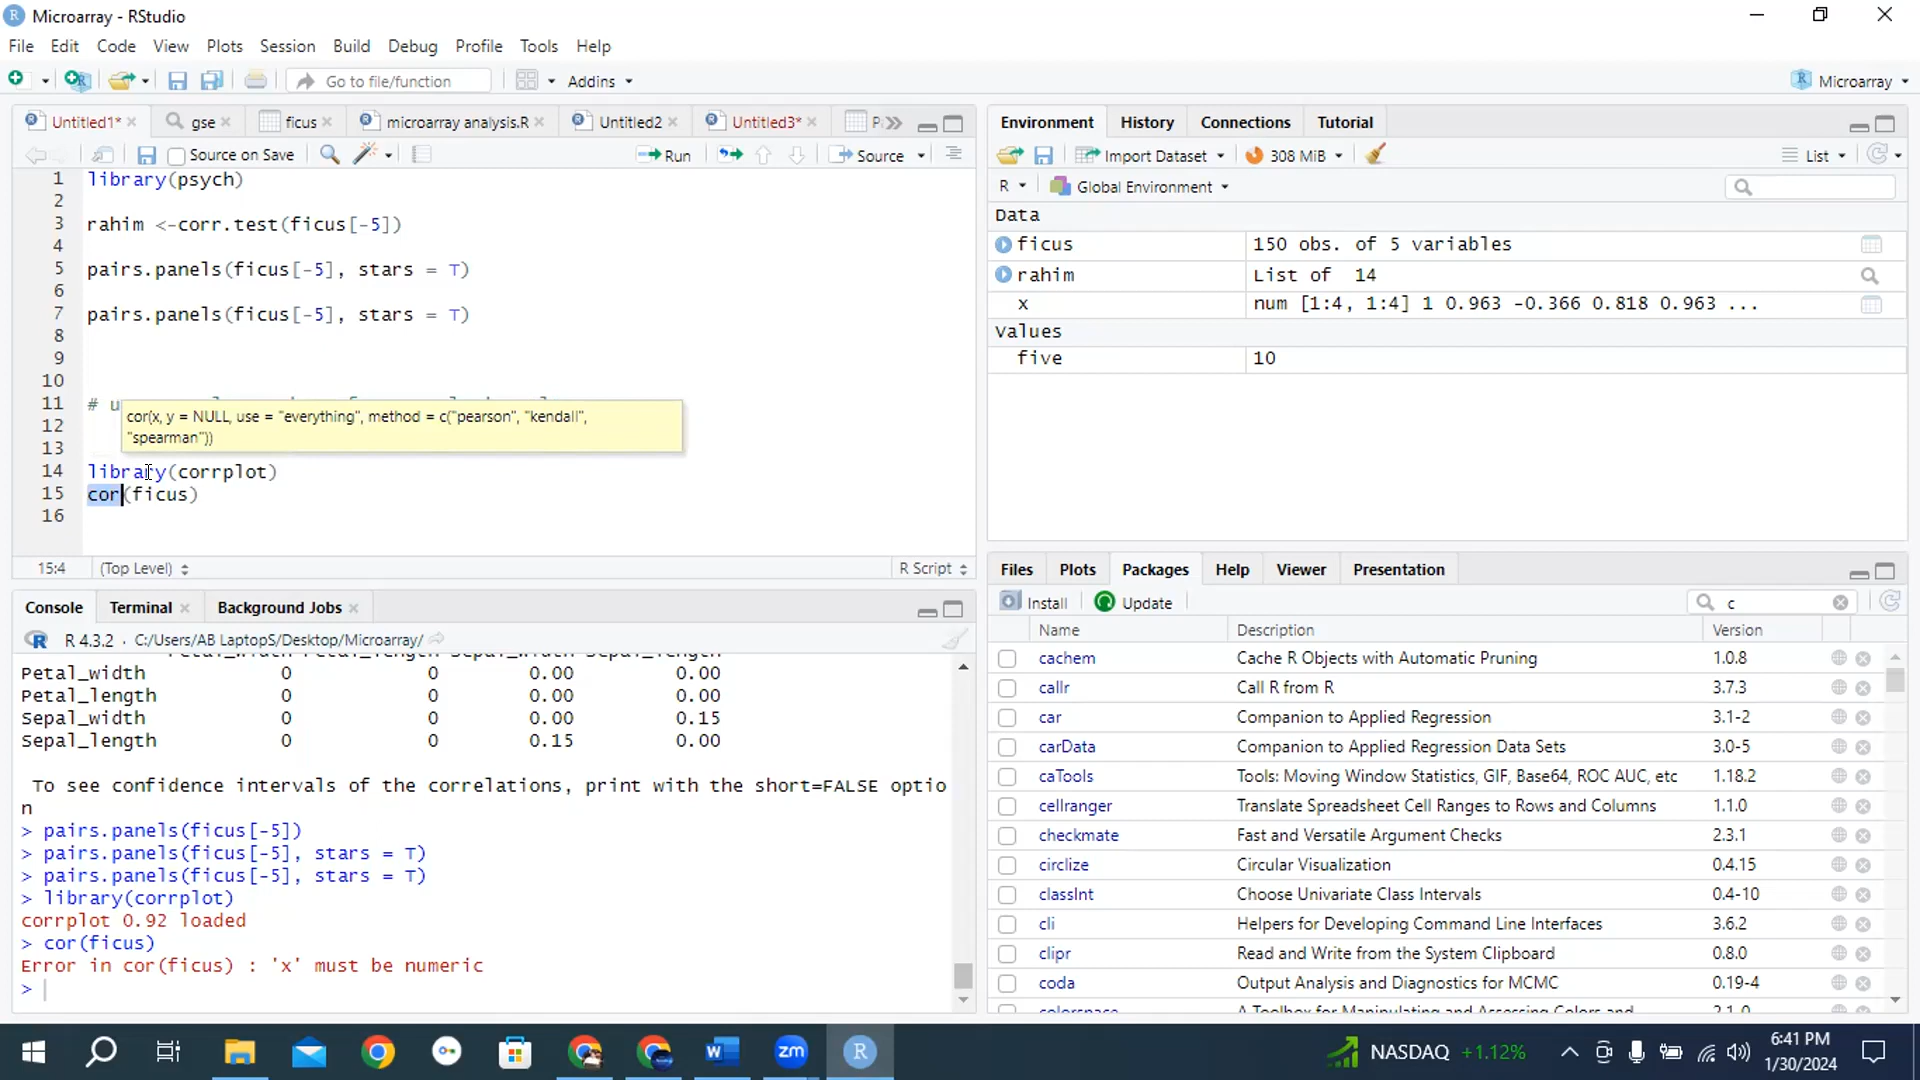 Microarray - RStudio
File Edit Code View Plots Session Build Debug Profile Tools Help
Go to file/function Addins Microarray
Untitled1* gse ficus microarray analysis.R Untitled2 Untitled3*
Source on Save Run Source
1 library(psych)
2
3 rahim <-corr.test(ficus[-5])
4
5 pairs.panels(ficus[-5], stars = T)
6
7 pairs.panels(ficus[-5], stars = T)
8
9
10
11 #
cor(x, y = NULL, use = "everything", method = c("pearson", "kendall",
12
"spearman"))
13
14 library(corrplot)
15 cor(ficus)
16
15:4 (Top Level) R Script
Console Terminal Background Jobs
R 4.3.2 · C:/Users/AB LaptopS/Desktop/Microarray/
Petal_width 0 0 0.00 0.00
Petal_length 0 0 0.00 0.00
Sepal_width 0 0 0.00 0.15
Sepal_length 0 0 0.15 0.00
To see confidence intervals of the correlations, print with the short=FALSE optio
n
> pairs.panels(ficus[-5])
> pairs.panels(ficus[-5], stars = T)
> pairs.panels(ficus[-5], stars = T)
> library(corrplot)
corrplot 0.92 loaded
> cor(ficus)
Error in cor(ficus) : 'x' must be numeric
>
Environment History Connections Tutorial
Import Dataset 308 MiB List
R Global Environment
Data
ficus 150 obs. of 5 variables
rahim List of 14
x num [1:4, 1:4] 1 0.963 -0.366 0.818 0.963 ...
Values
five 10
Files Plots Packages Help Viewer Presentation
Install Update c
Name Description Version
cachem Cache R Objects with Automatic Pruning 1.0.8
callr Call R from R 3.7.3
car Companion to Applied Regression 3.1-2
carData Companion to Applied Regression Data Sets 3.0-5
caTools Tools: Moving Window Statistics, GIF, Base64, ROC AUC, etc 1.18.2
cellranger Translate Spreadsheet Cell Ranges to Rows and Columns 1.1.0
checkmate Fast and Versatile Argument Checks 2.3.1
circlize Circular Visualization 0.4.15
classInt Choose Univariate Class Intervals 0.4-10
cli Helpers for Developing Command Line Interfaces 3.6.2
clipr Read and Write from the System Clipboard 0.8.0
coda Output Analysis and Diagnostics for MCMC 0.19-4
NASDAQ +1.12% 6:41 PM
1/30/2024